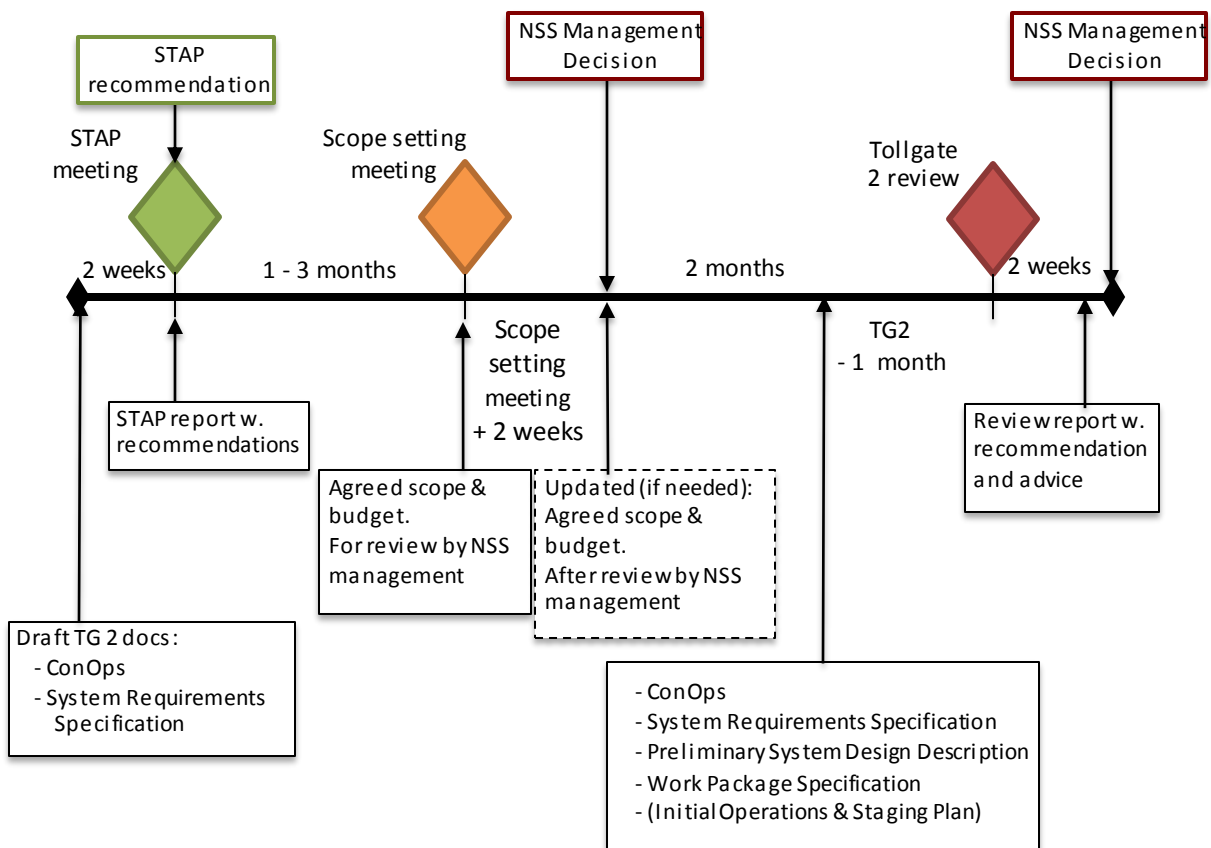 STAP
recommendation
NSS Management
Decision
NSS Management
Decision
STAP
meeting
Scope setting
meeting
Tollgate
2 review
2 weeks
1 - 3 months
2 months
2 weeks
Scope
setting
meeting
+ 2 weeks
TG2
- 1 month
STAP report w.
recommendations
Review report w.
recommendation
and advice
Agreed scope &
budget.
For review by NSS
management
Updated (if needed):
Agreed scope &
budget.
After review by NSS
management
Draft TG 2 docs:
- ConOps
- System Requirements
Specification
- ConOps
- System Requirements Specification
- Preliminary System Design Description
- Work Package Specification
- (Initial Operations & Staging Plan)